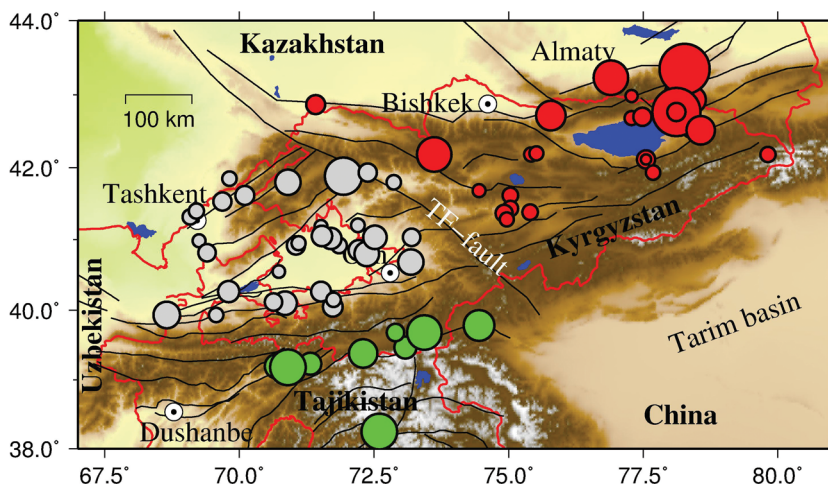 44.0°
Kazakhstan
Almaty
Bishkek
100 km
42.0°
Tashkent
TF-fault
Kyrgyzstan
40.0°
Uzbekistan
Tarim basin
Tajikistan
China
Dushanbe
38.0°
67.5° 70.0° 72.5° 75.0° 77.5° 80.0°